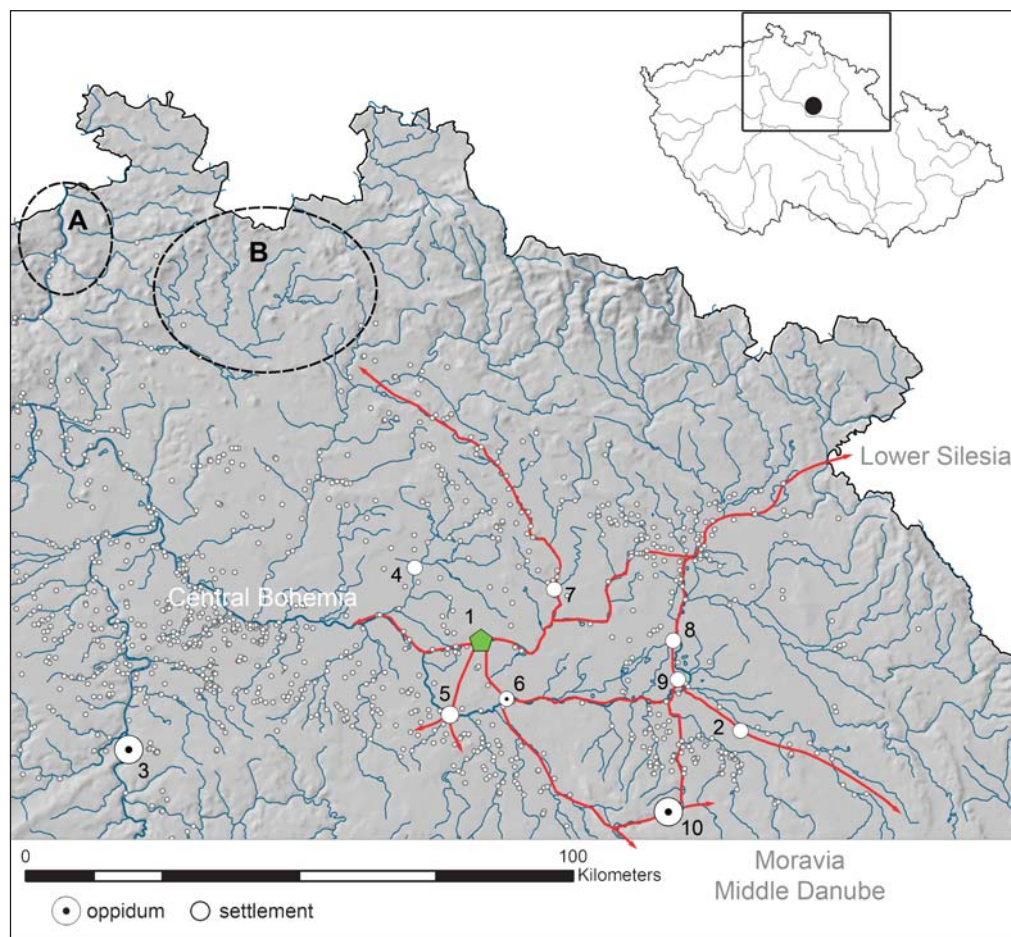 A
B
Lower Silesia
4
Central Bohemia
7
1
8
6
9
5
2
3
10
0
100
Kilometers
Moravia
Middle Danube
oppidum
settlement